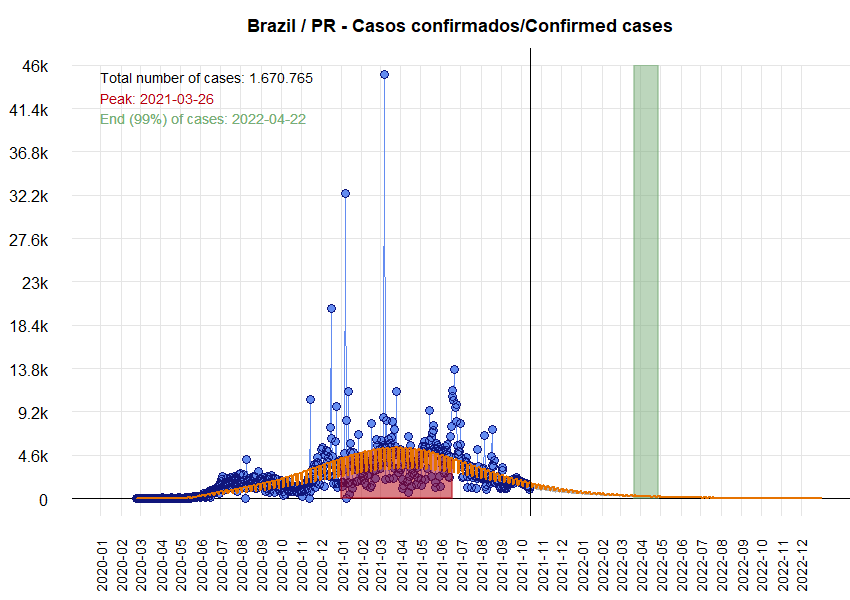 Brazil / PR - Casos confirmados/Confirmed cases
Total number of cases: 1.670.765
Peak: 2021-03-26
End (99%) of cases: 2022-04-22
46k
41.4k
36.8k
32.2k
27.6k
23k
18.4k
13.8k
9.2k
4.6k
0
2020-01
2020-02
2020-03
2020-04
2020-05
2020-06
2020-07
2020-08
2020-09
2020-10
2020-11
2020-12
2021-01
2021-02
2021-03
2021-04
2021-05
2021-06
2021-07
2021-08
2021-09
2021-10
2021-11
2021-12
2022-01
2022-02
2022-03
2022-04
2022-05
2022-06
2022-07
2022-08
2022-09
2022-10
2022-11
2022-12